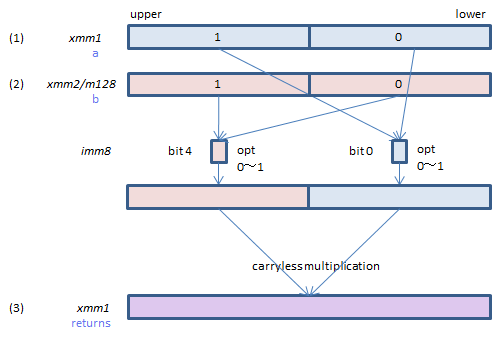 upper lower
(1) xmm1 1 0
a
(2) xmm2/m128 1 0
b
imm8 bit 4 opt bit 0 opt
0～1 0～1
carryless multiplication
(3) xmm1
returns